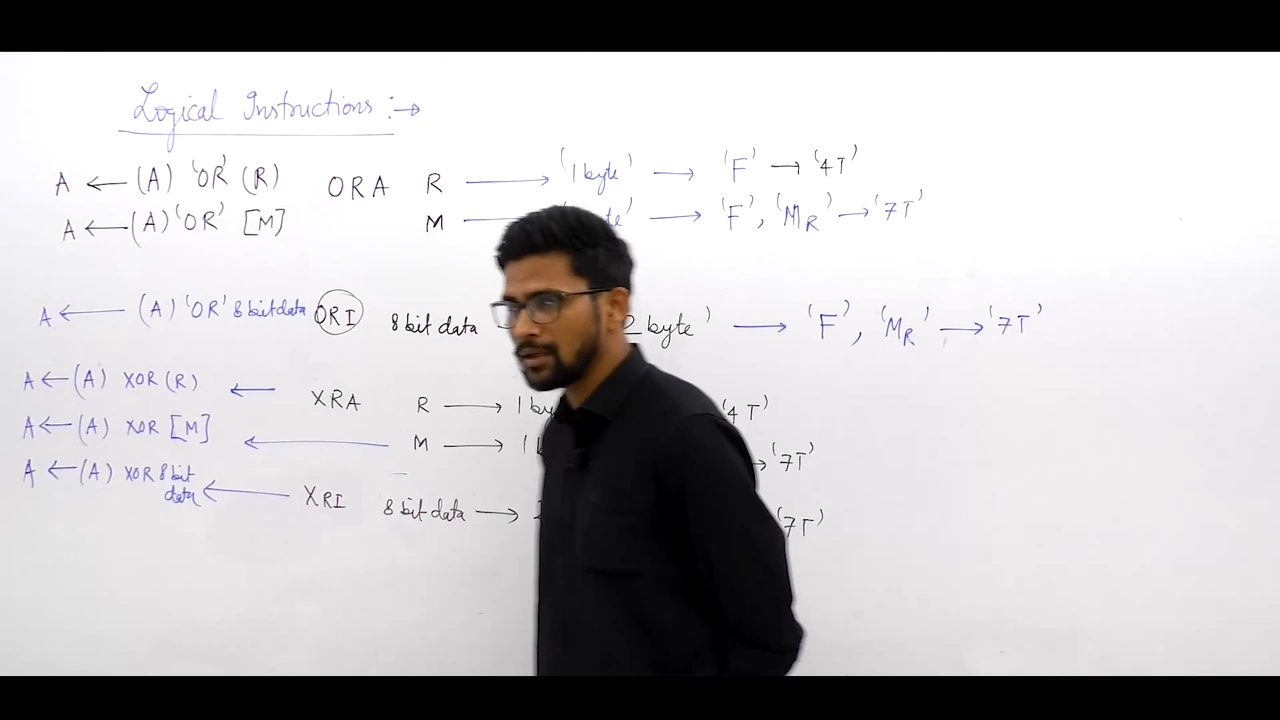 Logical Instructions :→
A ← (A) 'OR' (R) ORA R → '1 byte' → 'F' → '4T'
A ← (A) 'OR' [M] M → 'F', 'MR' → '7T'
A ← (A) 'OR' 8 bit data ORI 8 bit data 2 byte' → 'F', 'MR' → '7T'
A ← (A) XOR (R) ← XRA R → 1 by '4T'
A ← (A) XOR [M] ← M → 1 b → '7T'
A ← (A) XOR 8 bit
data ← XRI 8 bit data → '7T'